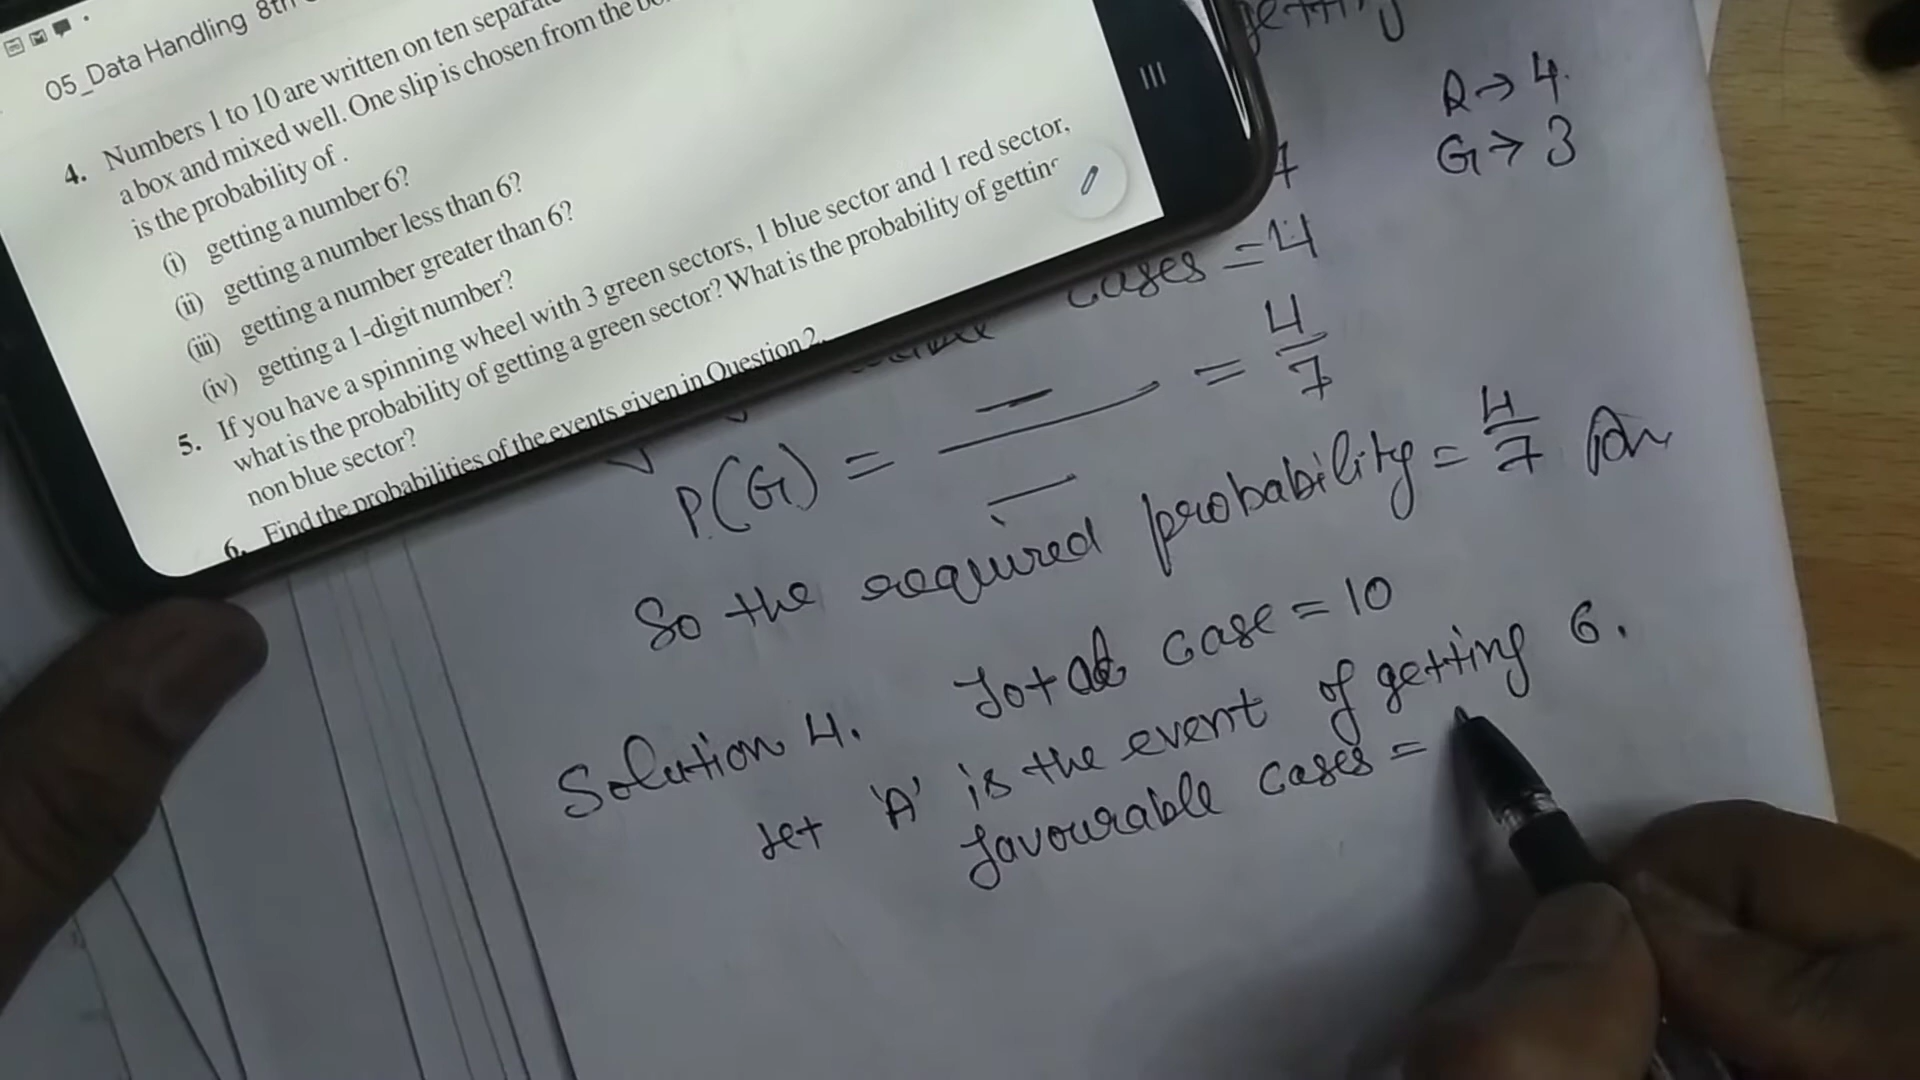 05_Data Handling 8th
4. Numbers 1 to 10 are written on ten separate
a box and mixed well. One slip is chosen from the
is the probability of .
(i) getting a number 6?
(ii) getting a number less than 6?
(iii) getting a number greater than 6?
(iv) getting a 1-digit number?
5. If you have a spinning wheel with 3 green sectors, 1 blue sector and 1 red sector,
what is the probability of getting a green sector? What is the probability of getting
non blue sector?
6. Find the probabilities of the events given in Question 2.
getting
R → 4
G → 3
7
cases = 4
P(G) = — = 4/7
So the required probability = 4/7
Solution 4. Total case = 10
Let 'A' is the event of getting 6.
favourable cases =